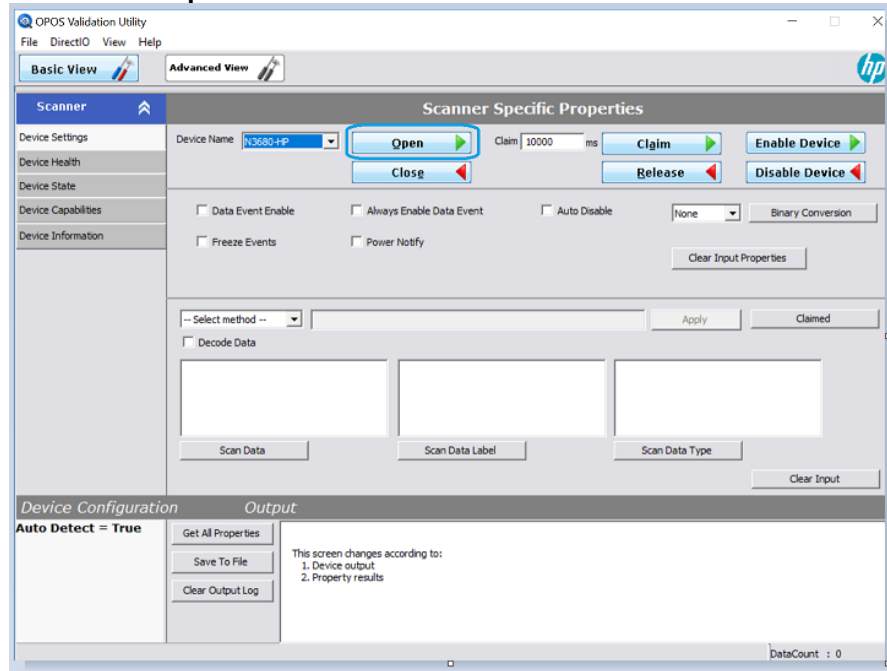 OPOS Validation Utility
File DirectIO View Help
Basic View
Advanced View
hp
Scanner
Scanner Specific Properties
Device Settings
Device Health
Device State
Device Capabilities
Device Information
Device Name N3680-HP Open Claim 10000 ms Claim Enable Device
Close Release Disable Device
Data Event Enable Always Enable Data Event Auto Disable None Binary Conversion
Freeze Events Power Notify
Clear Input Properties
-- Select method -- Apply Claimed
Decode Data
Scan Data Scan Data Label Scan Data Type
Clear Input
Device Configuration Output
Auto Detect = True
Get All Properties
Save To File
Clear Output Log
This screen changes according to:
1. Device output
2. Property results
DataCount : 0